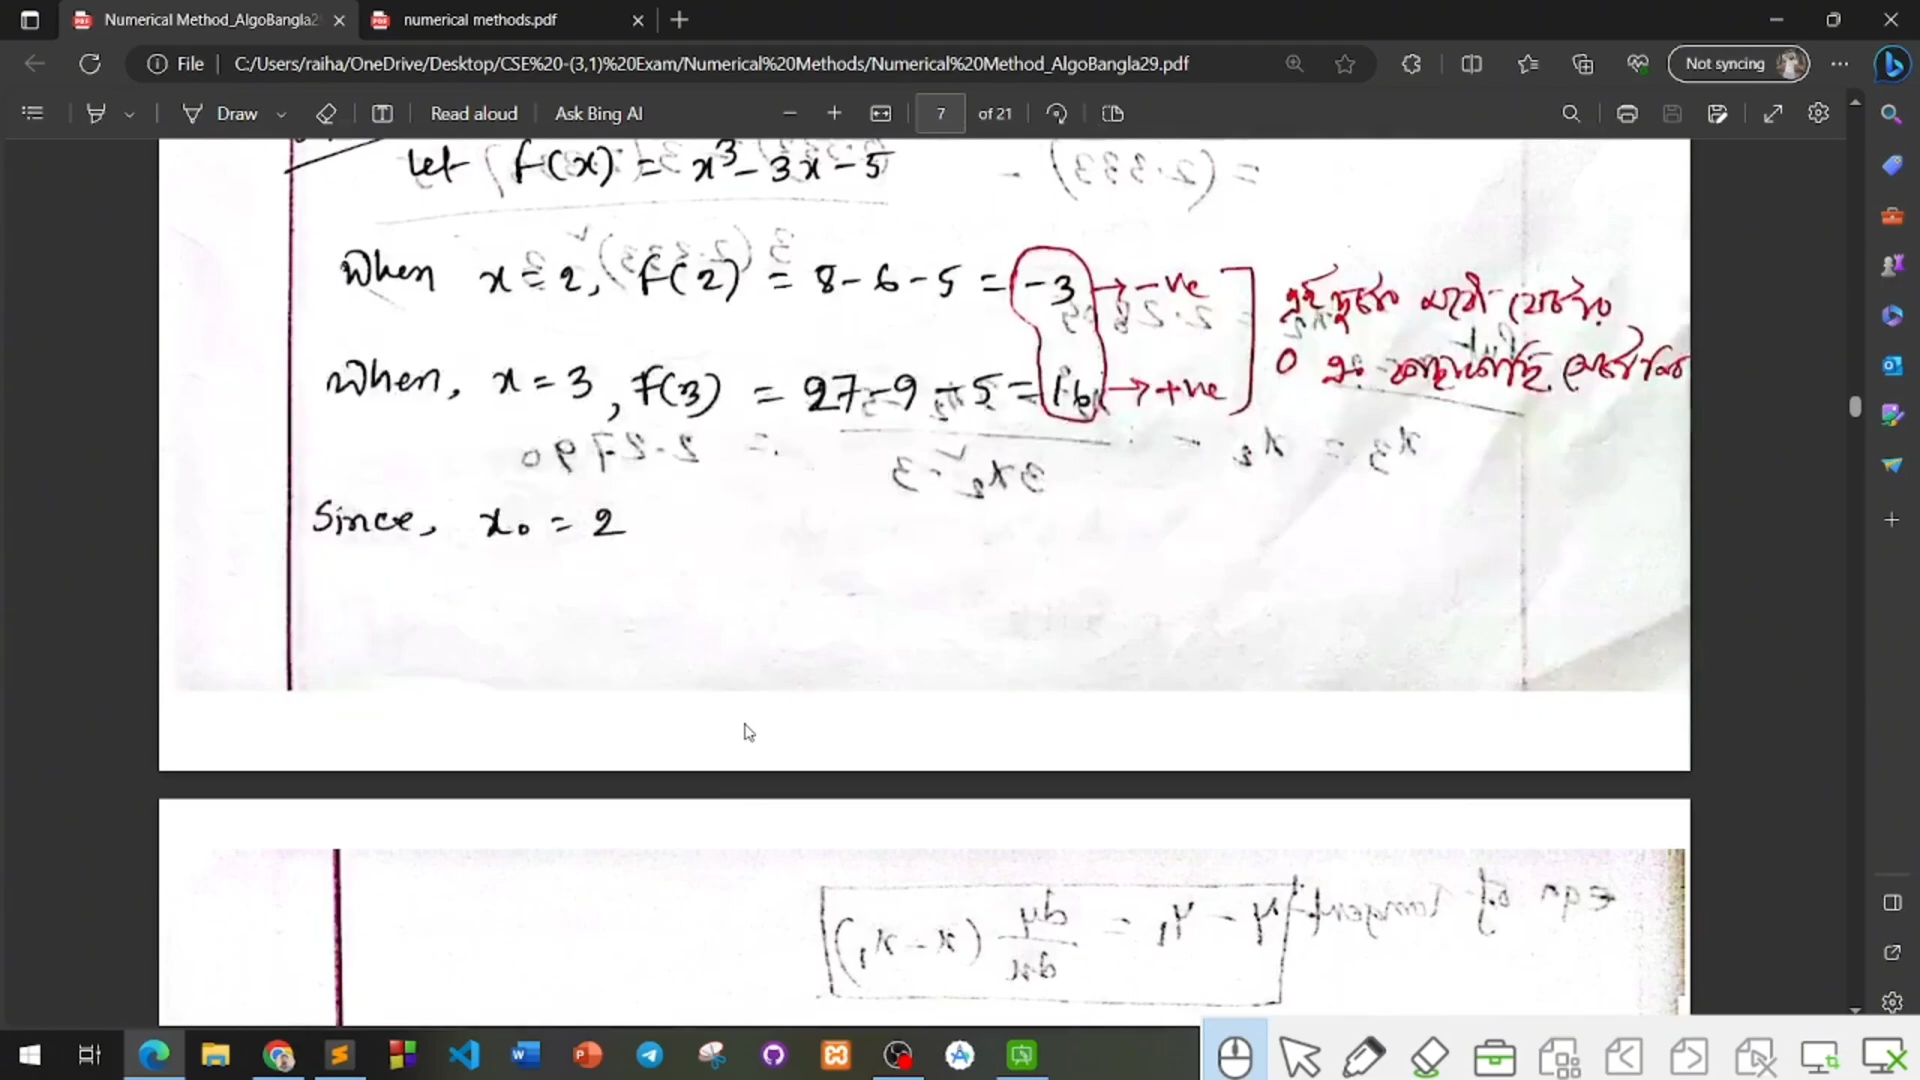 Numerical Method_AlgoBangla2
numerical methods.pdf
File
C:/Users/raiha/OneDrive/Desktop/CSE%20-(3,1)%20Exam/Numerical%20Methods/Numerical%20Method_AlgoBangla29.pdf
Not syncing
Draw
Read aloud
Ask Bing AI
7 of 21
Let f(x) = x³ - 3x - 5
When x = 2, f(2) = 8 - 6 - 5 = -3 → -ve
When, x = 3, f(3) = 27 - 9 - 5 = 13 → +ve
Since, x₀ = 2